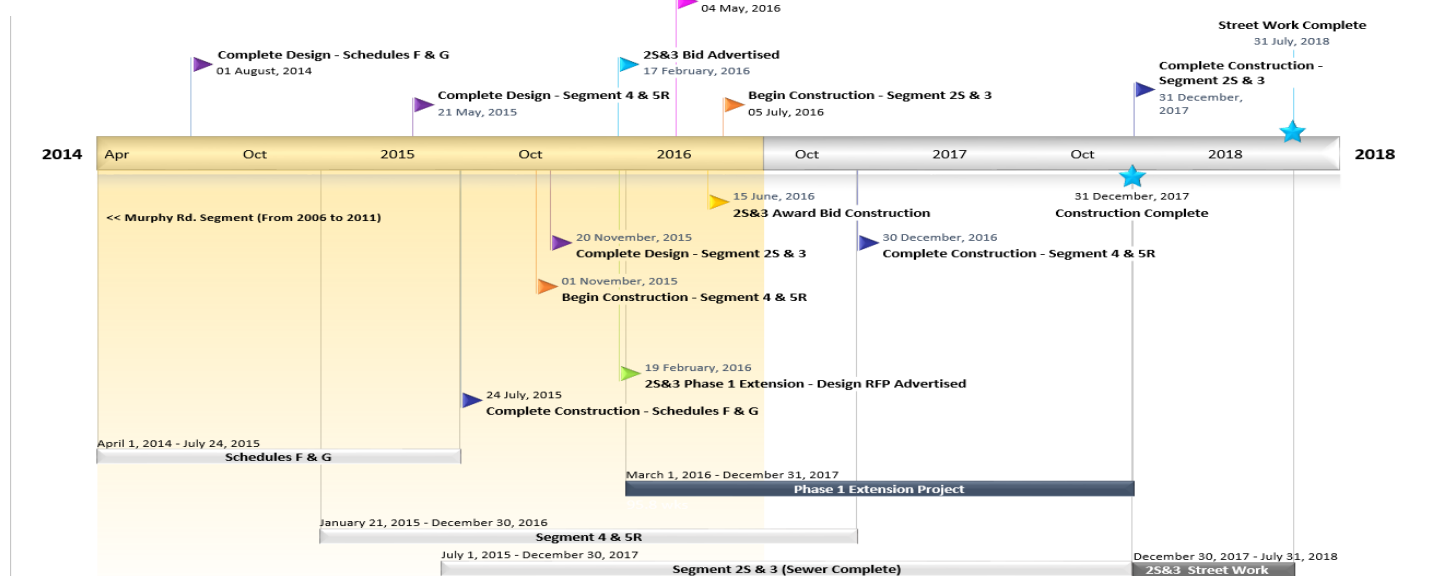 04 May, 2016
Street Work Complete
31 July, 2018
Complete Design - Schedules F & G
01 August, 2014
2S&3 Bid Advertised
17 February, 2016
Complete Construction -
Segment 2S & 3
31 December,
2017
Complete Design - Segment 4 & 5R
21 May, 2015
Begin Construction - Segment 2S & 3
05 July, 2016
2014 Apr Oct 2015 Oct 2016 Oct 2017 Oct 2018 2018
15 June, 2016
2S&3 Award Bid Construction
31 December, 2017
Construction Complete
<< Murphy Rd. Segment (From 2006 to 2011)
20 November, 2015
Complete Design - Segment 2S & 3
30 December, 2016
Complete Construction - Segment 4 & 5R
01 November, 2015
Begin Construction - Segment 4 & 5R
19 February, 2016
2S&3 Phase 1 Extension - Design RFP Advertised
24 July, 2015
Complete Construction - Schedules F & G
April 1, 2014 - July 24, 2015
Schedules F & G
March 1, 2016 - December 31, 2017
Phase 1 Extension Project
January 21, 2015 - December 30, 2016
Segment 4 & 5R
July 1, 2015 - December 30, 2017
Segment 2S & 3 (Sewer Complete)
December 30, 2017 - July 31, 2018
2S&3 Street Work